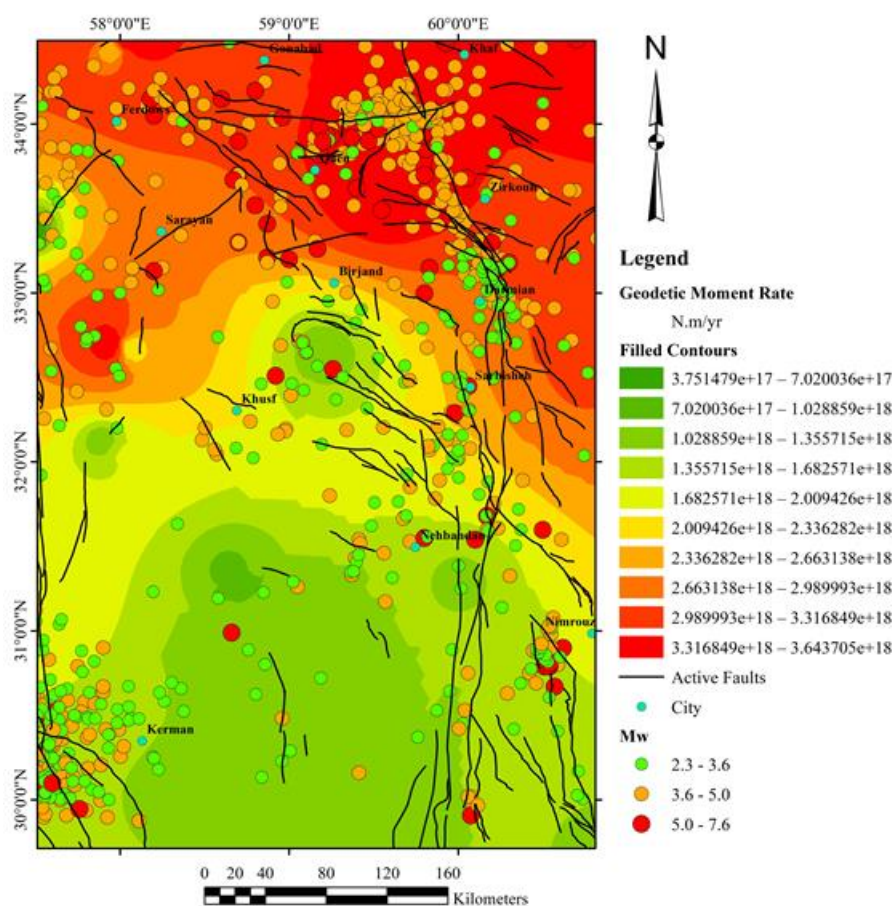 58°0'0"E 59°0'0"E 60°0'0"E
N
Gonabad
Khaf
34°0'0"N
Ferdows
Qaen
Zirkouh
Sarayan
33°0'0"N
Birjand
Darmian
Sarbisheh
Khusf
32°0'0"N
Nehbandan
31°0'0"N
Nimrouz
Kerman
30°0'0"N
Legend
Geodetic Moment Rate
N.m/yr
Filled Contours
3.751479e+17 – 7.020036e+17
7.020036e+17 – 1.028859e+18
1.028859e+18 – 1.355715e+18
1.355715e+18 – 1.682571e+18
1.682571e+18 – 2.009426e+18
2.009426e+18 – 2.336282e+18
2.336282e+18 – 2.663138e+18
2.663138e+18 – 2.989993e+18
2.989993e+18 – 3.316849e+18
3.316849e+18 – 3.643705e+18
Active Faults
City
Mw
2.3 - 3.6
3.6 - 5.0
5.0 - 7.6
0 20 40 80 120 160
Kilometers